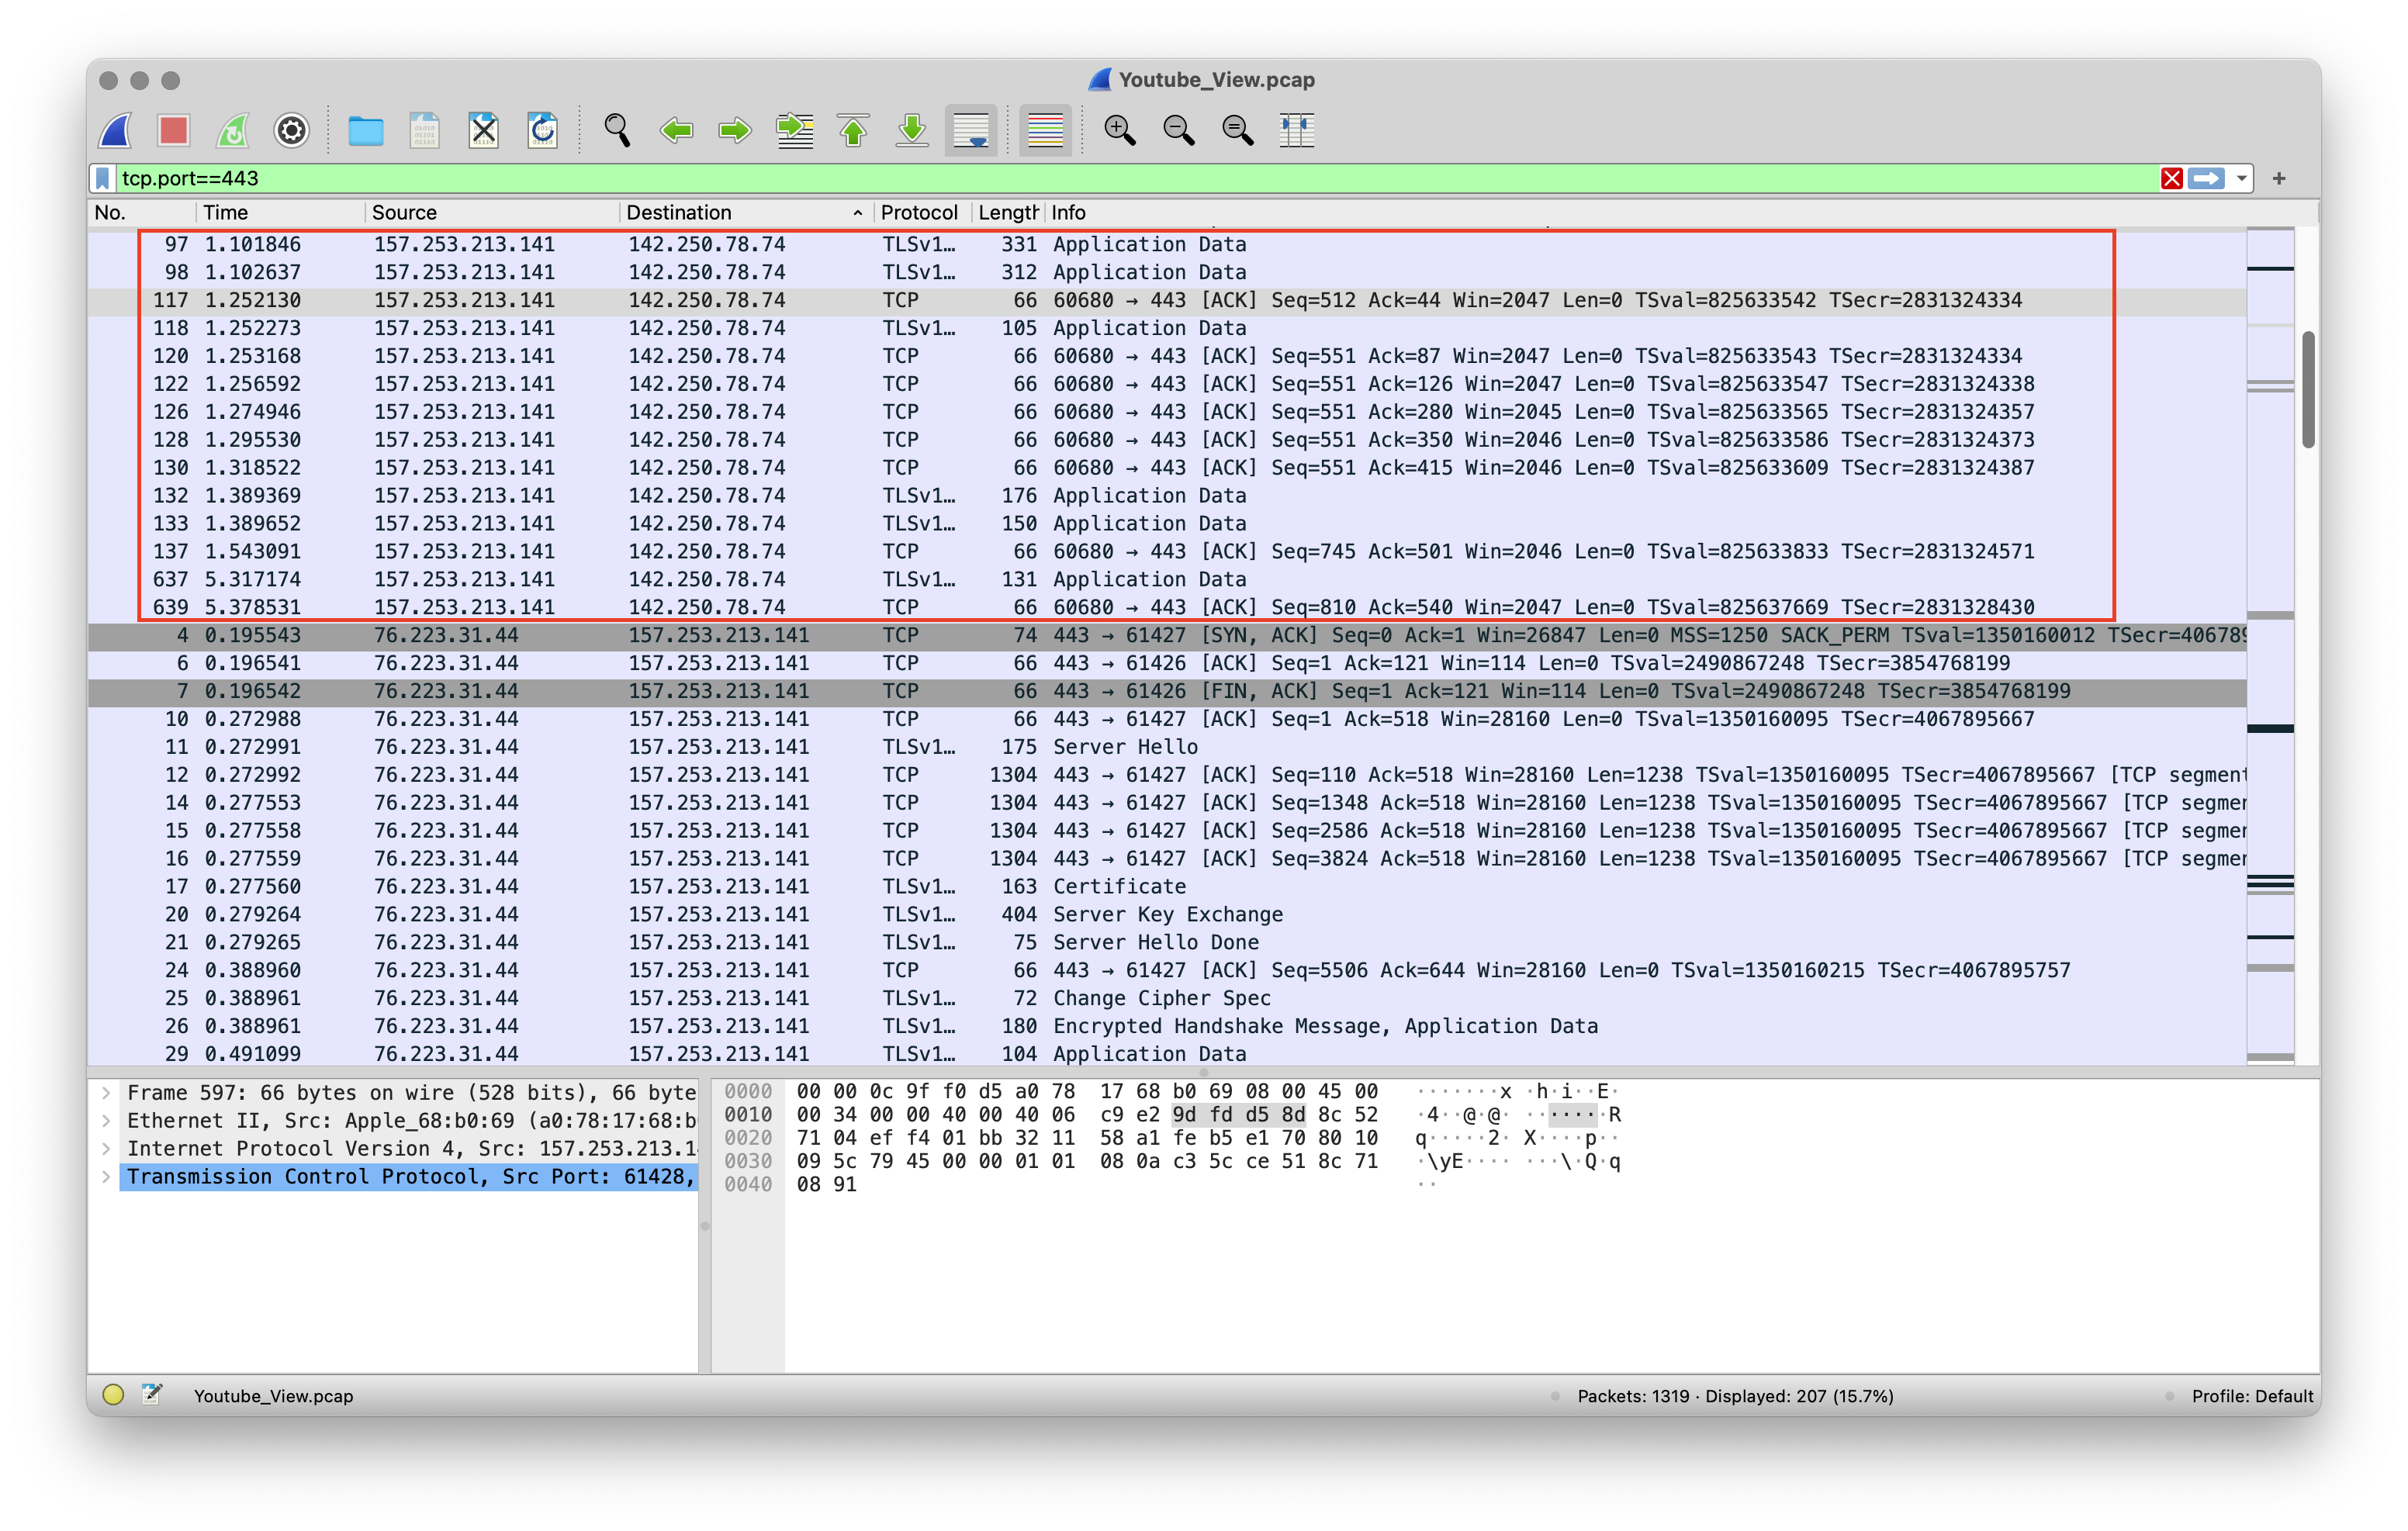 Youtube_View.pcap
tcp.port==443
No. Time Source Destination Protocol Length Info
97 1.101846 157.253.213.141 142.250.78.74 TLSv1… 331 Application Data
98 1.102637 157.253.213.141 142.250.78.74 TLSv1… 312 Application Data
117 1.252130 157.253.213.141 142.250.78.74 TCP 66 60680 → 443 [ACK] Seq=512 Ack=44 Win=2047 Len=0 TSval=825633542 TSecr=2831324334
118 1.252273 157.253.213.141 142.250.78.74 TLSv1… 105 Application Data
120 1.253168 157.253.213.141 142.250.78.74 TCP 66 60680 → 443 [ACK] Seq=551 Ack=87 Win=2047 Len=0 TSval=825633543 TSecr=2831324334
122 1.256592 157.253.213.141 142.250.78.74 TCP 66 60680 → 443 [ACK] Seq=551 Ack=126 Win=2047 Len=0 TSval=825633547 TSecr=2831324338
126 1.274946 157.253.213.141 142.250.78.74 TCP 66 60680 → 443 [ACK] Seq=551 Ack=280 Win=2045 Len=0 TSval=825633565 TSecr=2831324357
128 1.295530 157.253.213.141 142.250.78.74 TCP 66 60680 → 443 [ACK] Seq=551 Ack=350 Win=2046 Len=0 TSval=825633586 TSecr=2831324373
130 1.318522 157.253.213.141 142.250.78.74 TCP 66 60680 → 443 [ACK] Seq=551 Ack=415 Win=2046 Len=0 TSval=825633609 TSecr=2831324387
132 1.389369 157.253.213.141 142.250.78.74 TLSv1… 176 Application Data
133 1.389652 157.253.213.141 142.250.78.74 TLSv1… 150 Application Data
137 1.543091 157.253.213.141 142.250.78.74 TCP 66 60680 → 443 [ACK] Seq=745 Ack=501 Win=2046 Len=0 TSval=825633833 TSecr=2831324571
637 5.317174 157.253.213.141 142.250.78.74 TLSv1… 131 Application Data
639 5.378531 157.253.213.141 142.250.78.74 TCP 66 60680 → 443 [ACK] Seq=810 Ack=540 Win=2047 Len=0 TSval=825637669 TSecr=2831328430
4 0.195543 76.223.31.44 157.253.213.141 TCP 74 443 → 61427 [SYN, ACK] Seq=0 Ack=1 Win=26847 Len=0 MSS=1250 SACK_PERM TSval=1350160012 TSecr=406789
6 0.196541 76.223.31.44 157.253.213.141 TCP 66 443 → 61426 [ACK] Seq=1 Ack=121 Win=114 Len=0 TSval=2490867248 TSecr=3854768199
7 0.196542 76.223.31.44 157.253.213.141 TCP 66 443 → 61426 [FIN, ACK] Seq=1 Ack=121 Win=114 Len=0 TSval=2490867248 TSecr=3854768199
10 0.272988 76.223.31.44 157.253.213.141 TCP 66 443 → 61427 [ACK] Seq=1 Ack=518 Win=28160 Len=0 TSval=1350160095 TSecr=4067895667
11 0.272991 76.223.31.44 157.253.213.141 TLSv1… 175 Server Hello
12 0.272992 76.223.31.44 157.253.213.141 TCP 1304 443 → 61427 [ACK] Seq=110 Ack=518 Win=28160 Len=1238 TSval=1350160095 TSecr=4067895667 [TCP segment
14 0.277553 76.223.31.44 157.253.213.141 TCP 1304 443 → 61427 [ACK] Seq=1348 Ack=518 Win=28160 Len=1238 TSval=1350160095 TSecr=4067895667 [TCP segmen
15 0.277558 76.223.31.44 157.253.213.141 TCP 1304 443 → 61427 [ACK] Seq=2586 Ack=518 Win=28160 Len=1238 TSval=1350160095 TSecr=4067895667 [TCP segmen
16 0.277559 76.223.31.44 157.253.213.141 TCP 1304 443 → 61427 [ACK] Seq=3824 Ack=518 Win=28160 Len=1238 TSval=1350160095 TSecr=4067895667 [TCP segmen
17 0.277560 76.223.31.44 157.253.213.141 TLSv1… 163 Certificate
20 0.279264 76.223.31.44 157.253.213.141 TLSv1… 404 Server Key Exchange
21 0.279265 76.223.31.44 157.253.213.141 TLSv1… 75 Server Hello Done
24 0.388960 76.223.31.44 157.253.213.141 TCP 66 443 → 61427 [ACK] Seq=5506 Ack=644 Win=28160 Len=0 TSval=1350160215 TSecr=4067895757
25 0.388961 76.223.31.44 157.253.213.141 TLSv1… 72 Change Cipher Spec
26 0.388961 76.223.31.44 157.253.213.141 TLSv1… 180 Encrypted Handshake Message, Application Data
29 0.491099 76.223.31.44 157.253.213.141 TLSv1… 104 Application Data
Frame 597: 66 bytes on wire (528 bits), 66 byte
Ethernet II, Src: Apple_68:b0:69 (a0:78:17:68:b
Internet Protocol Version 4, Src: 157.253.213.1
Transmission Control Protocol, Src Port: 61428,
0000 00 00 0c 9f f0 d5 a0 78 17 68 b0 69 08 00 45 00 ·······x ·h·i··E·
0010 00 34 00 00 40 00 40 06 c9 e2 9d fd d5 8d 8c 52 ·4··@·@· ·······R
0020 71 04 ef f4 01 bb 32 11 58 a1 fe b5 e1 70 80 10 q·····2· X····p··
0030 09 5c 79 45 00 00 01 01 08 0a c3 5c ce 51 8c 71 ·\yE···· ···\·Q·q
0040 08 91 ··
Youtube_View.pcap
Packets: 1319 · Displayed: 207 (15.7%)
Profile: Default